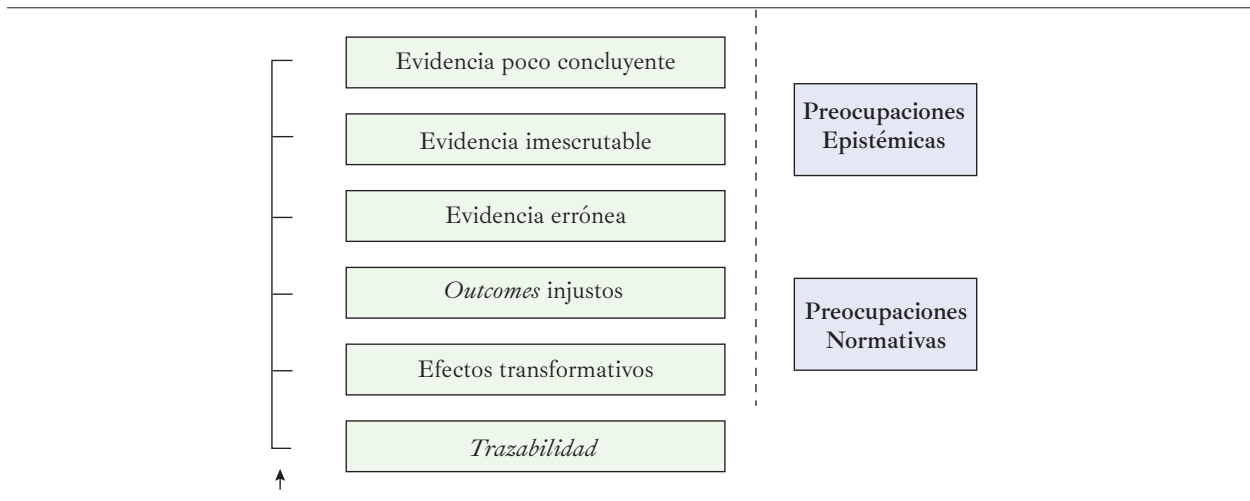 Evidencia poco concluyente
Evidencia imescrutable
Evidencia errónea
Outcomes injustos
Efectos transformativos
Trazabilidad
Preocupaciones
Epistémicas
Preocupaciones
Normativas